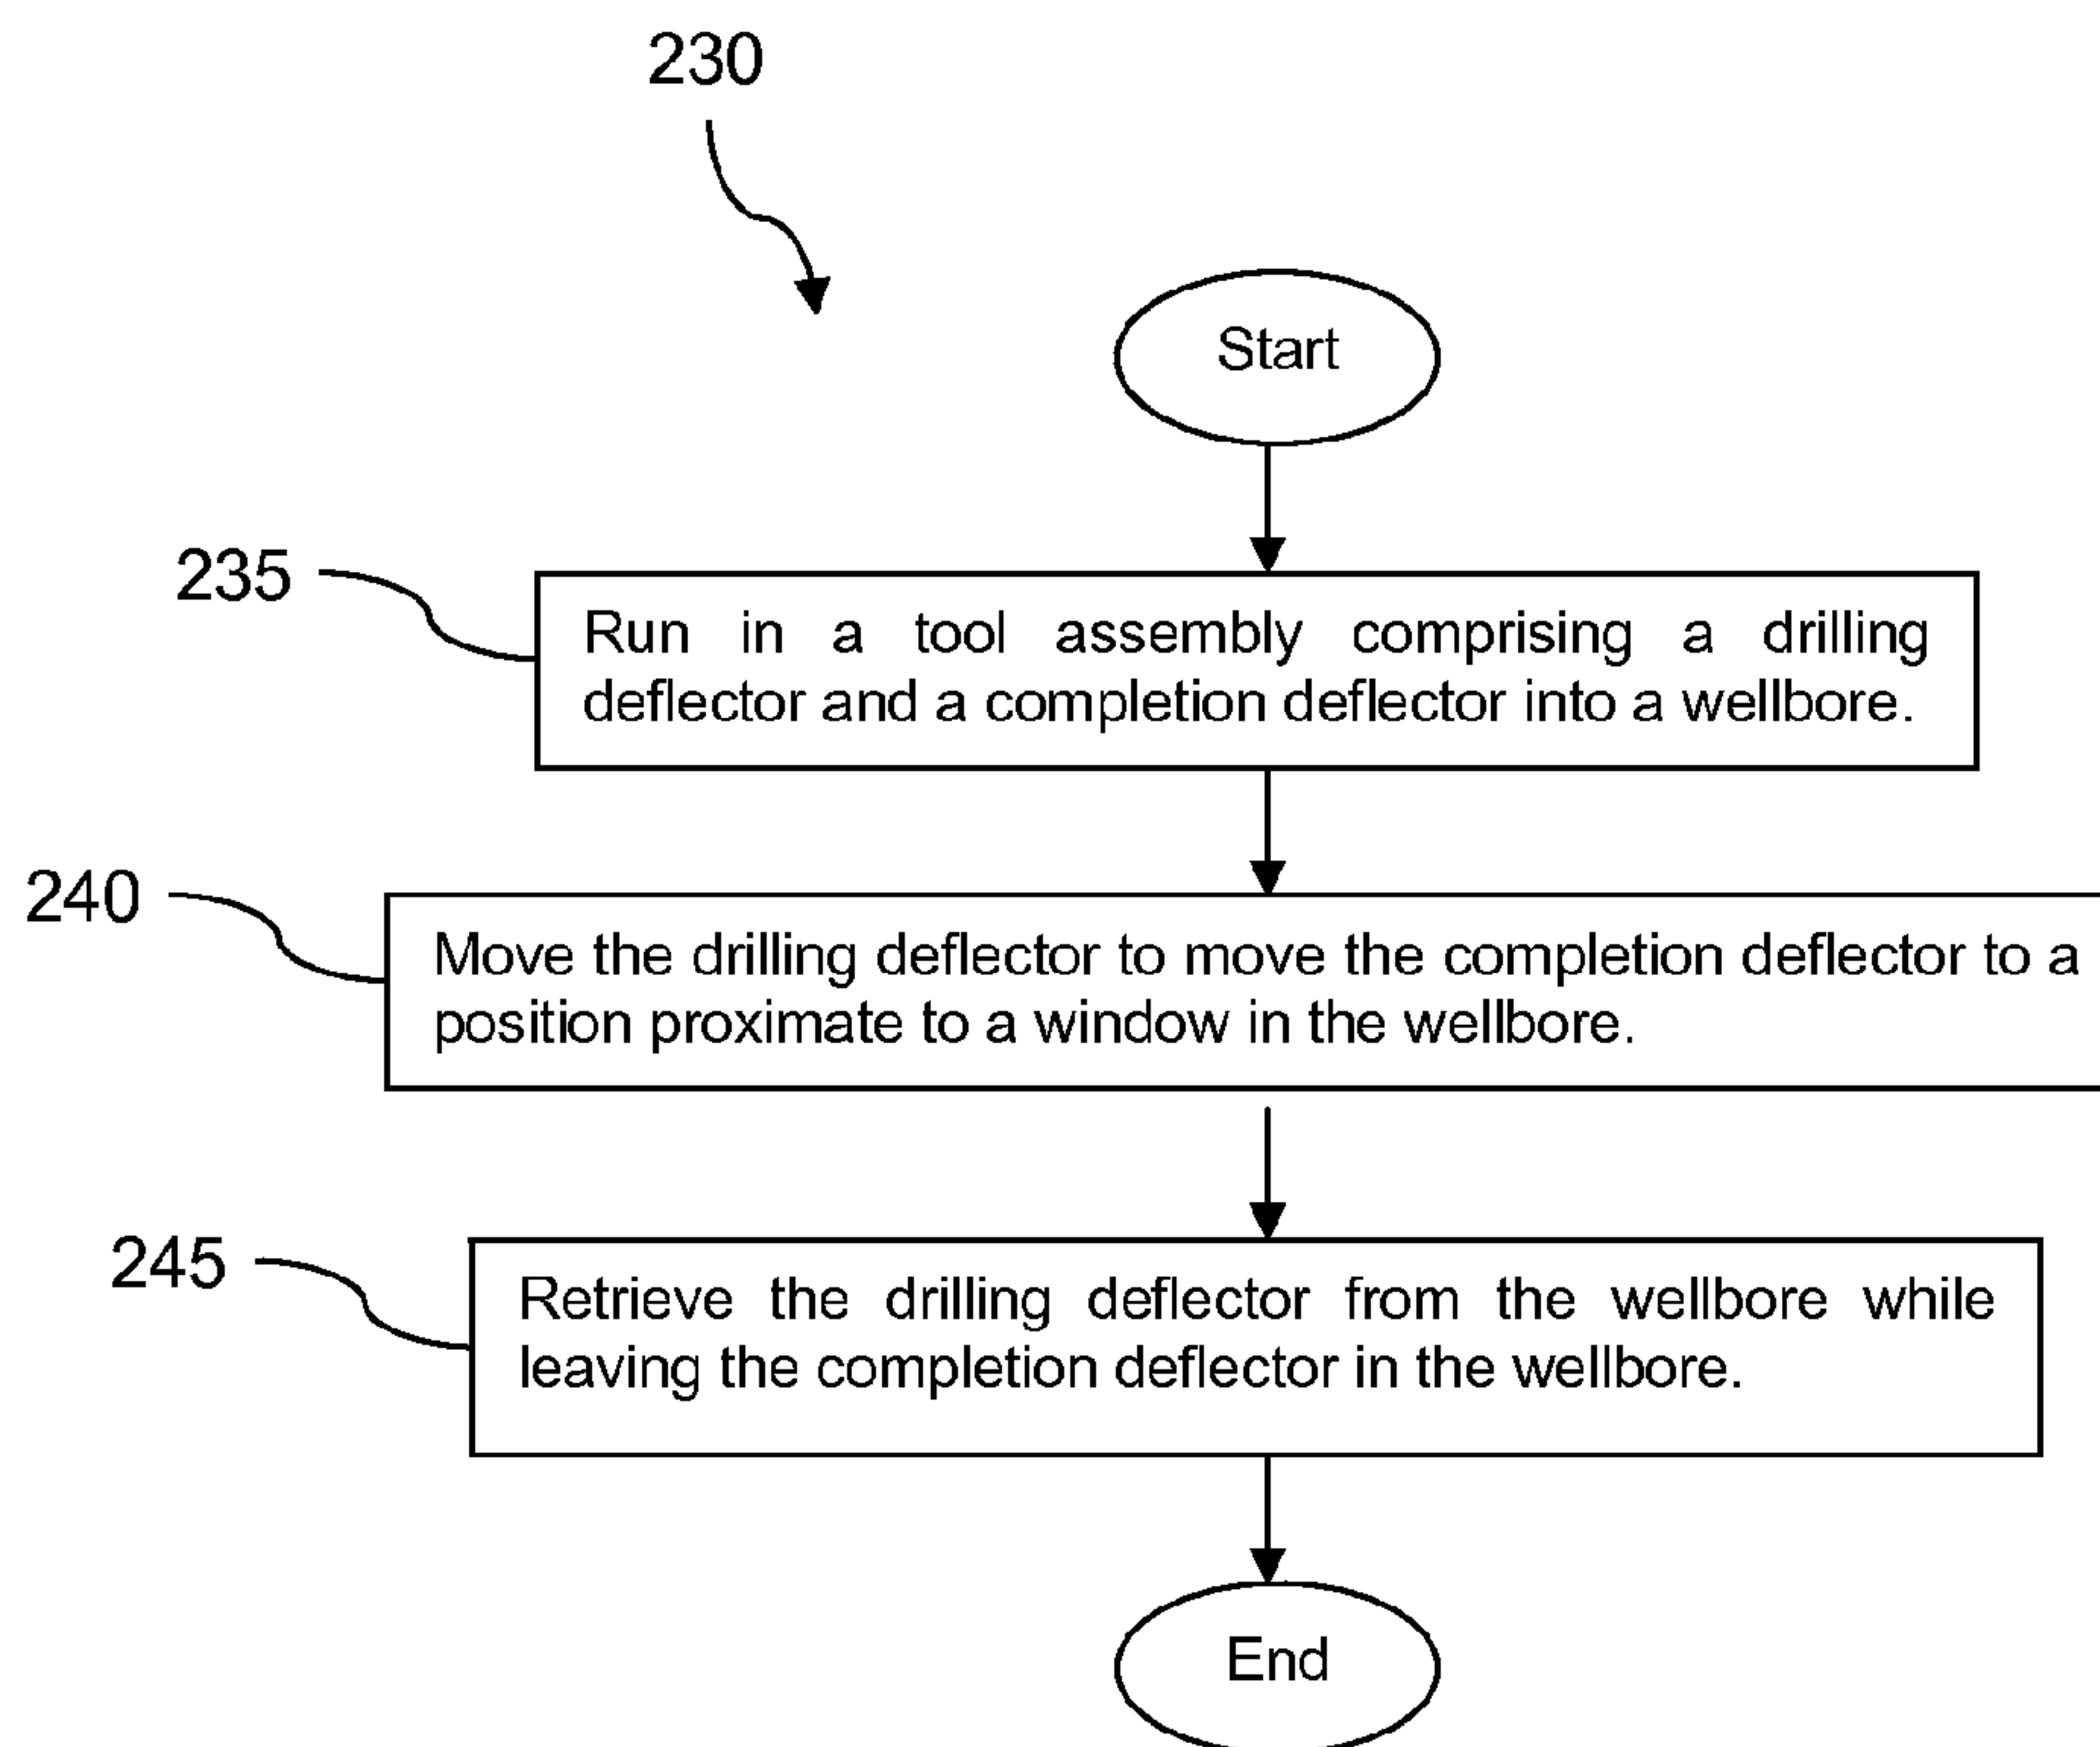 230
Start
235
Run in a tool assembly comprising a drilling
deflector and a completion deflector into a wellbore.
240
Move the drilling deflector to move the completion deflector to a
position proximate to a window in the wellbore.
245
Retrieve the drilling deflector from the wellbore while
leaving the completion deflector in the wellbore.
End